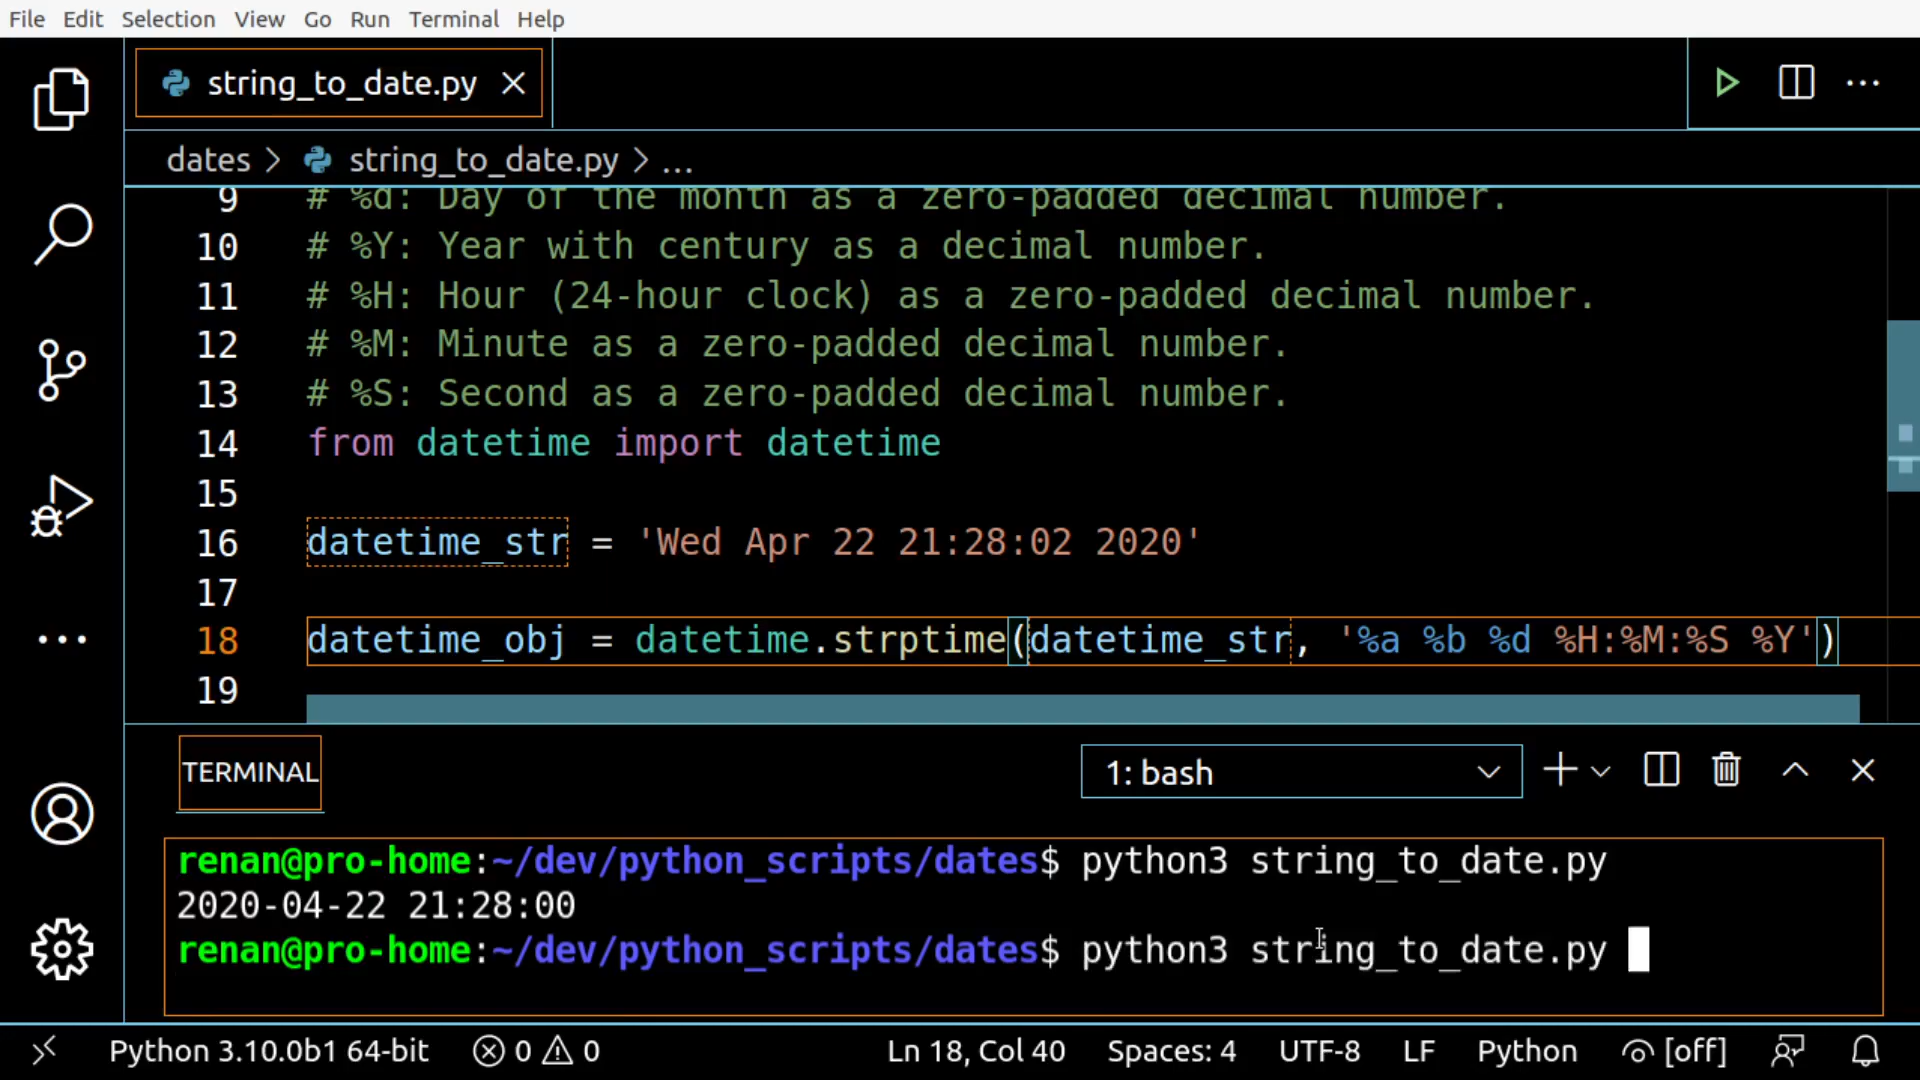 File Edit Selection View Go Run Terminal Help
string_to_date.py
dates > string_to_date.py > ...
9 # %d: Day of the month as a zero-padded decimal number.
10 # %Y: Year with century as a decimal number.
11 # %H: Hour (24-hour clock) as a zero-padded decimal number.
12 # %M: Minute as a zero-padded decimal number.
13 # %S: Second as a zero-padded decimal number.
14 from datetime import datetime
15
16 datetime_str = 'Wed Apr 22 21:28:02 2020'
17
18 datetime_obj = datetime.strptime(datetime_str, '%a %b %d %H:%M:%S %Y')
19
TERMINAL 1: bash
renan@pro-home:~/dev/python_scripts/dates$ python3 string_to_date.py
2020-04-22 21:28:00
renan@pro-home:~/dev/python_scripts/dates$ python3 string_to_date.py
Python 3.10.0b1 64-bit 0 0 Ln 18, Col 40 Spaces: 4 UTF-8 LF Python [off]